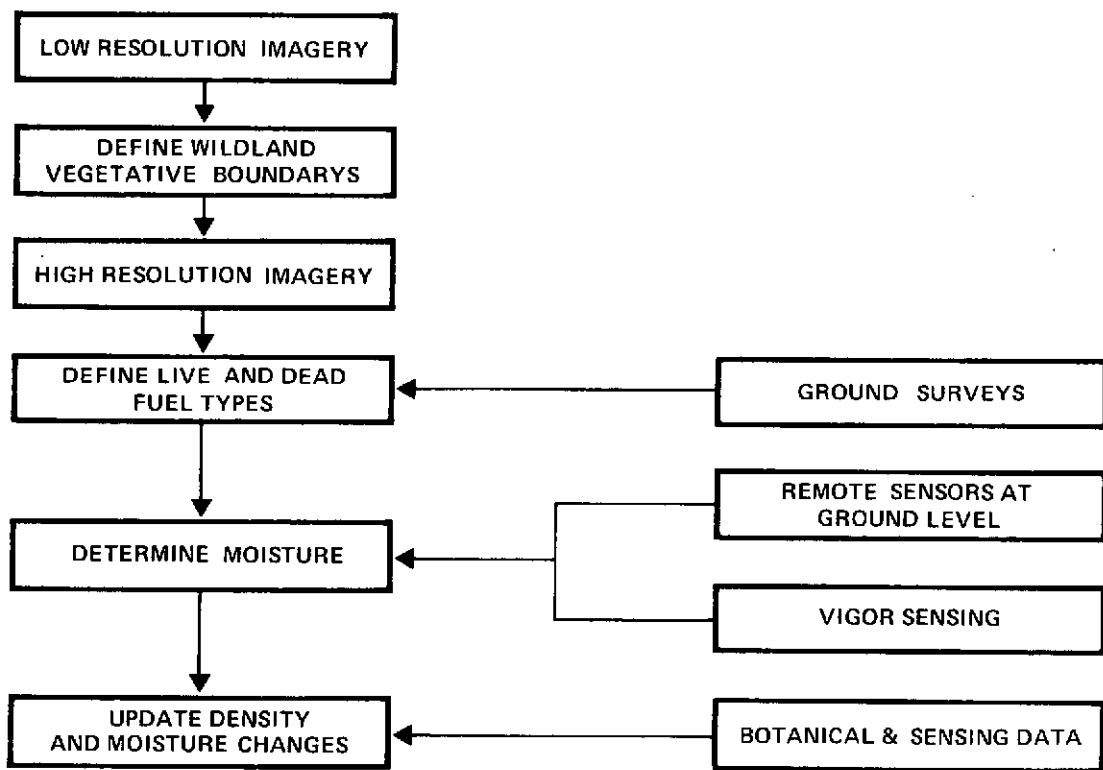 LOW RESOLUTION IMAGERY
DEFINE WILDLAND
VEGETATIVE BOUNDARYS
HIGH RESOLUTION IMAGERY
DEFINE LIVE AND DEAD
FUEL TYPES
GROUND SURVEYS
REMOTE SENSORS AT
GROUND LEVEL
DETERMINE MOISTURE
VIGOR SENSING
UPDATE DENSITY
AND MOISTURE CHANGES
BOTANICAL & SENSING DATA